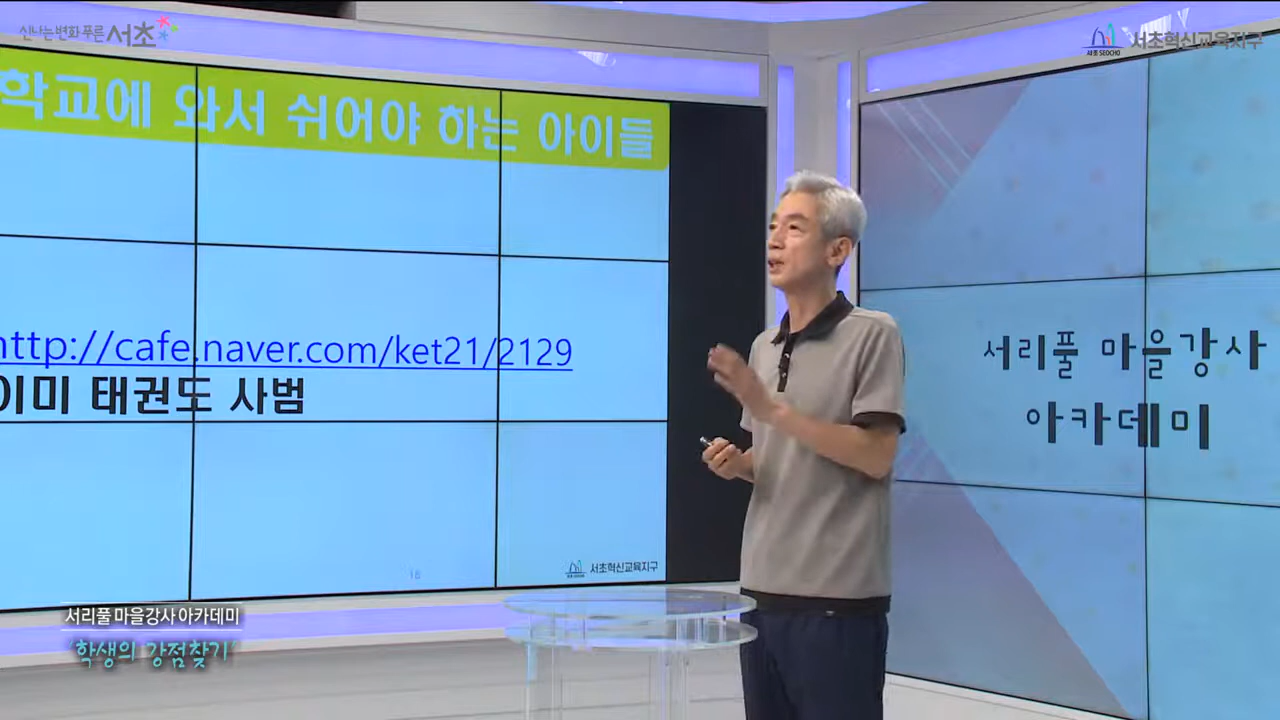 신나는 변화 푸른 서초
서초 SEOCHO 서초혁신교육지구
학교에 와서 쉬어야 하는 아이들
http://cafe.naver.com/ket21/2129
이미 태권도 사범
서리풀 마을강사
아카데미
서초혁신교육지구
18
서리풀 마을강사 아카데미
"학생의 강점찾기"